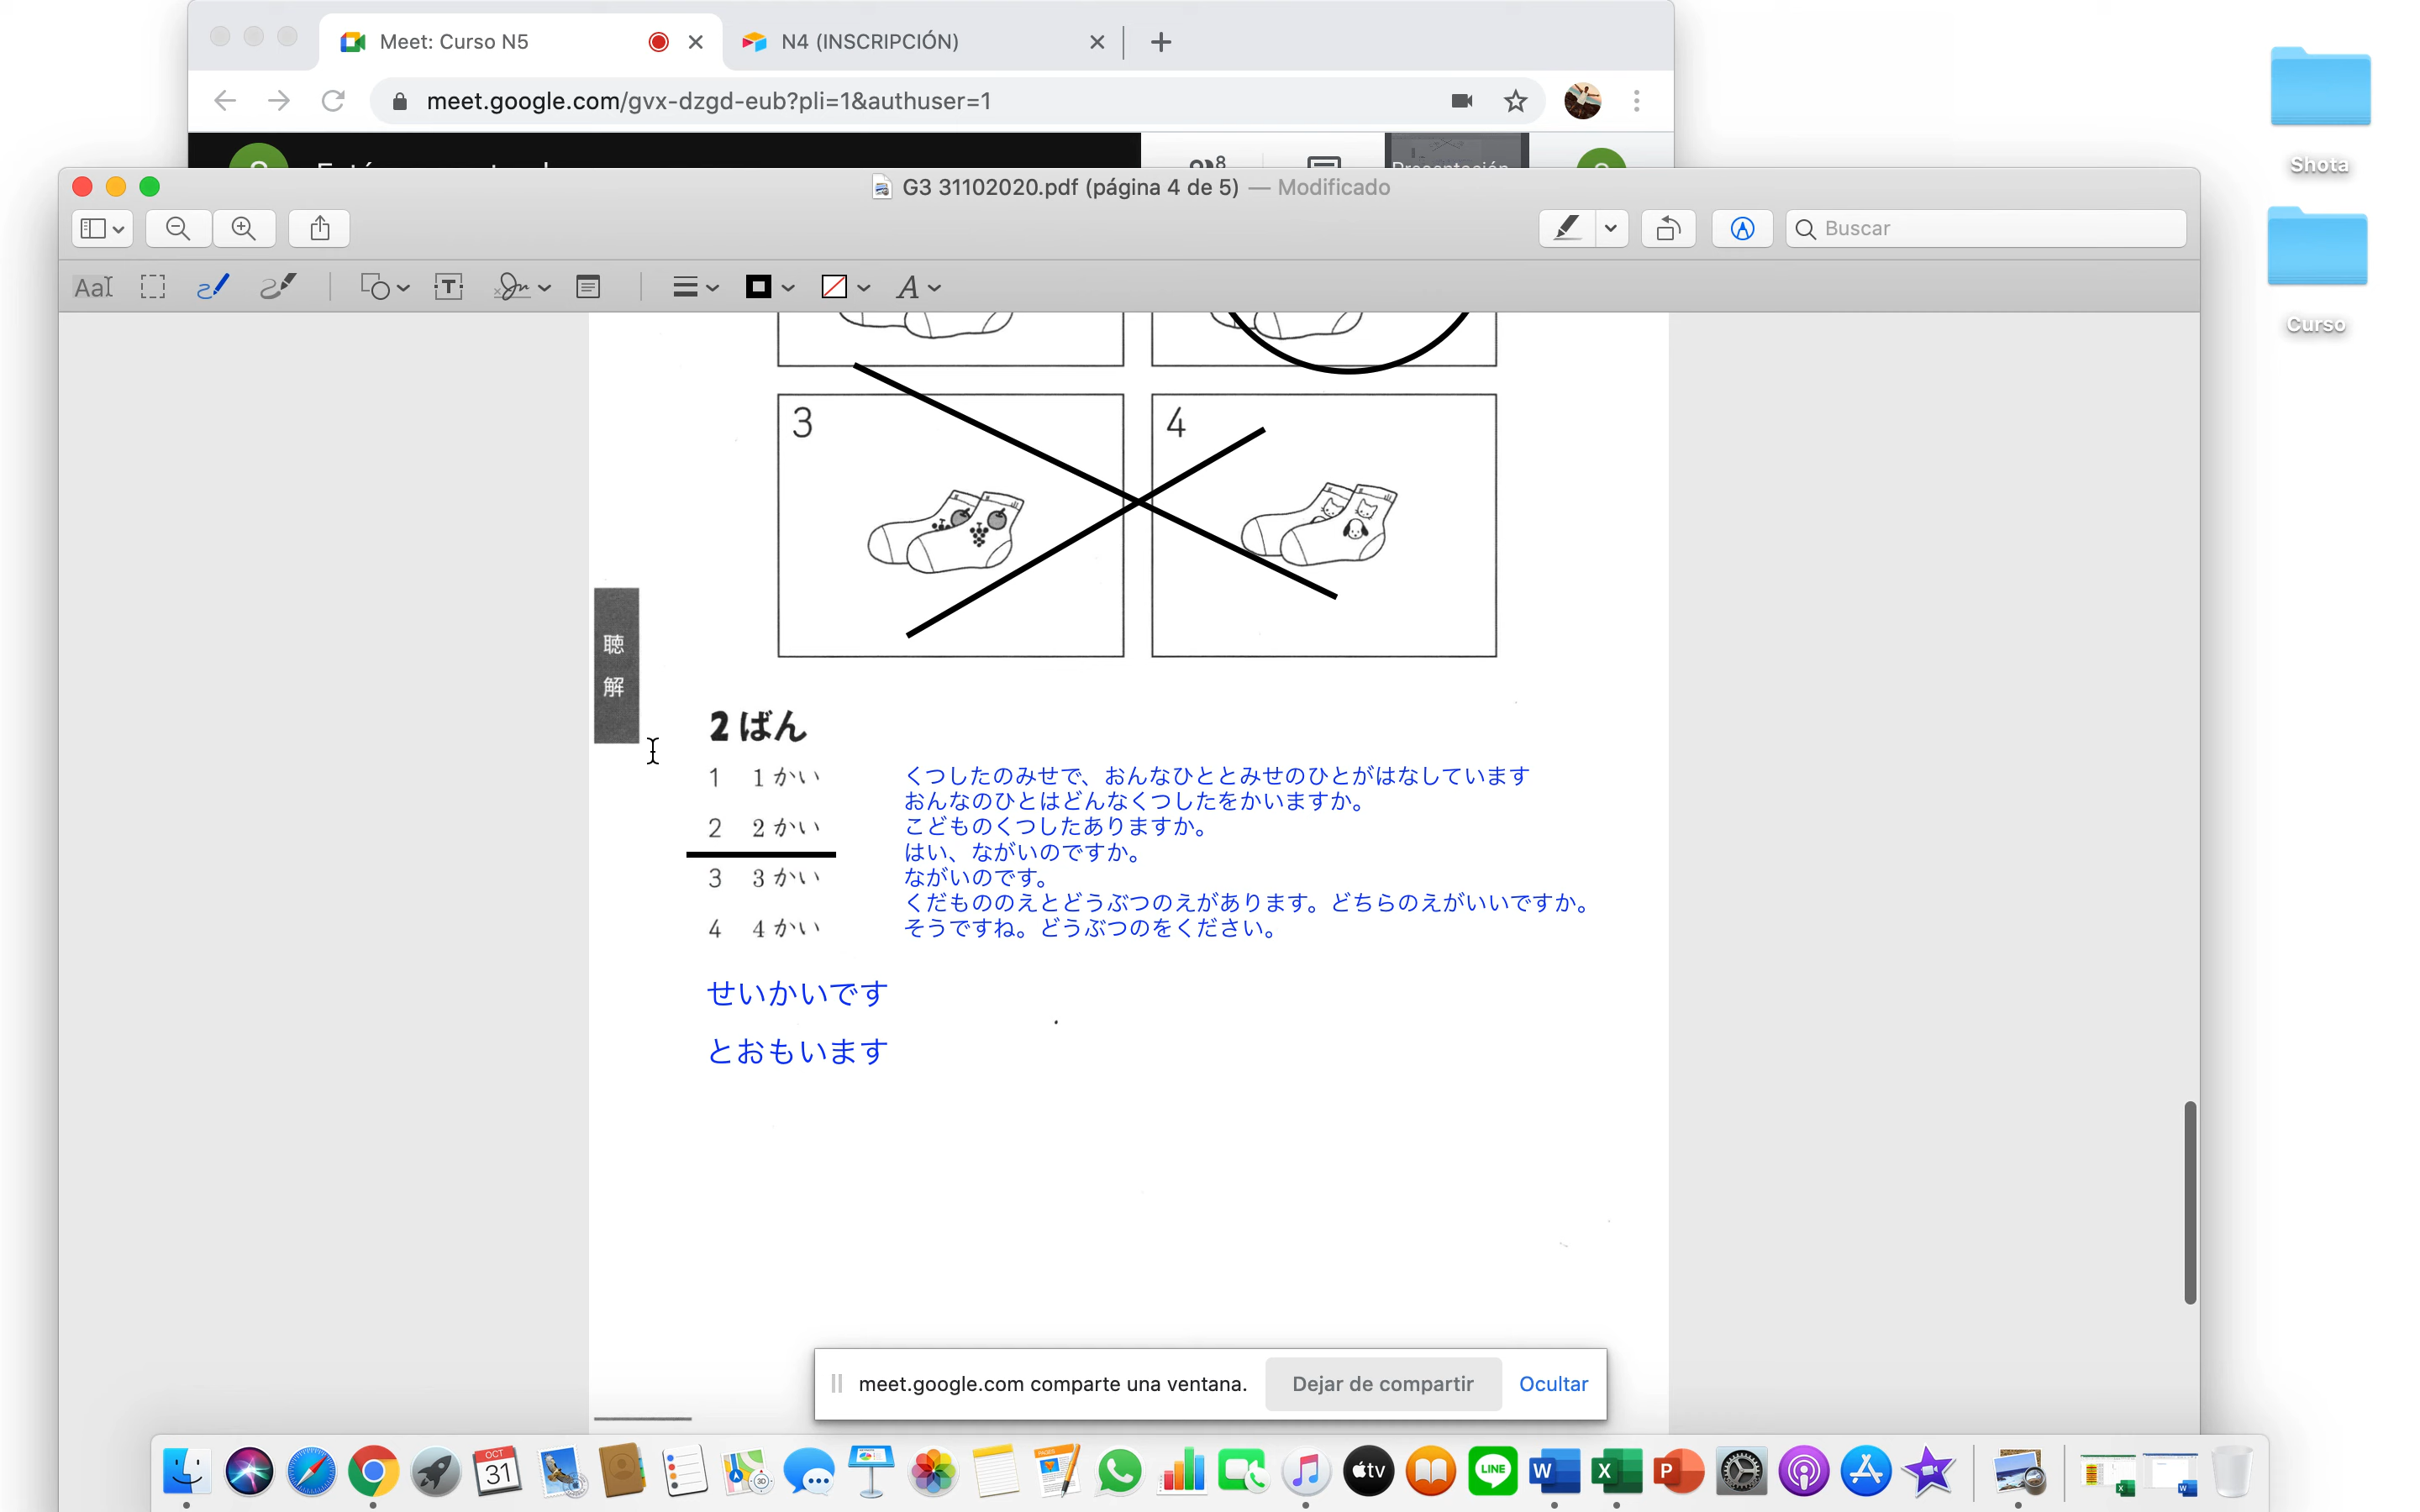 Meet: Curso N5
N4 (INSCRIPCIÓN)
meet.google.com/gvx-dzgd-eub?pli=1&authuser=1
8
Shota
Curso
G3 31102020.pdf (página 4 de 5) — Modificado
Buscar
3
4
聴解
2ばん
1 1かい
2 2かい
3 3かい
4 4かい
くつしたのみせで、おんなひととみせのひとがはなしています
おんなのひとはどんなくつしたをかいますか。
こどものくつしたありますか。
はい、ながいのですか。
ながいのです。
くだもののえとどうぶつのえがあります。どちらのえがいいですか。
そうですね。どうぶつのをください。
せいかいです
とおもいます
meet.google.com comparte una ventana.
Dejar de compartir
Ocultar
OCT
31
PAGES
3D
tv
LINE
W
X
P